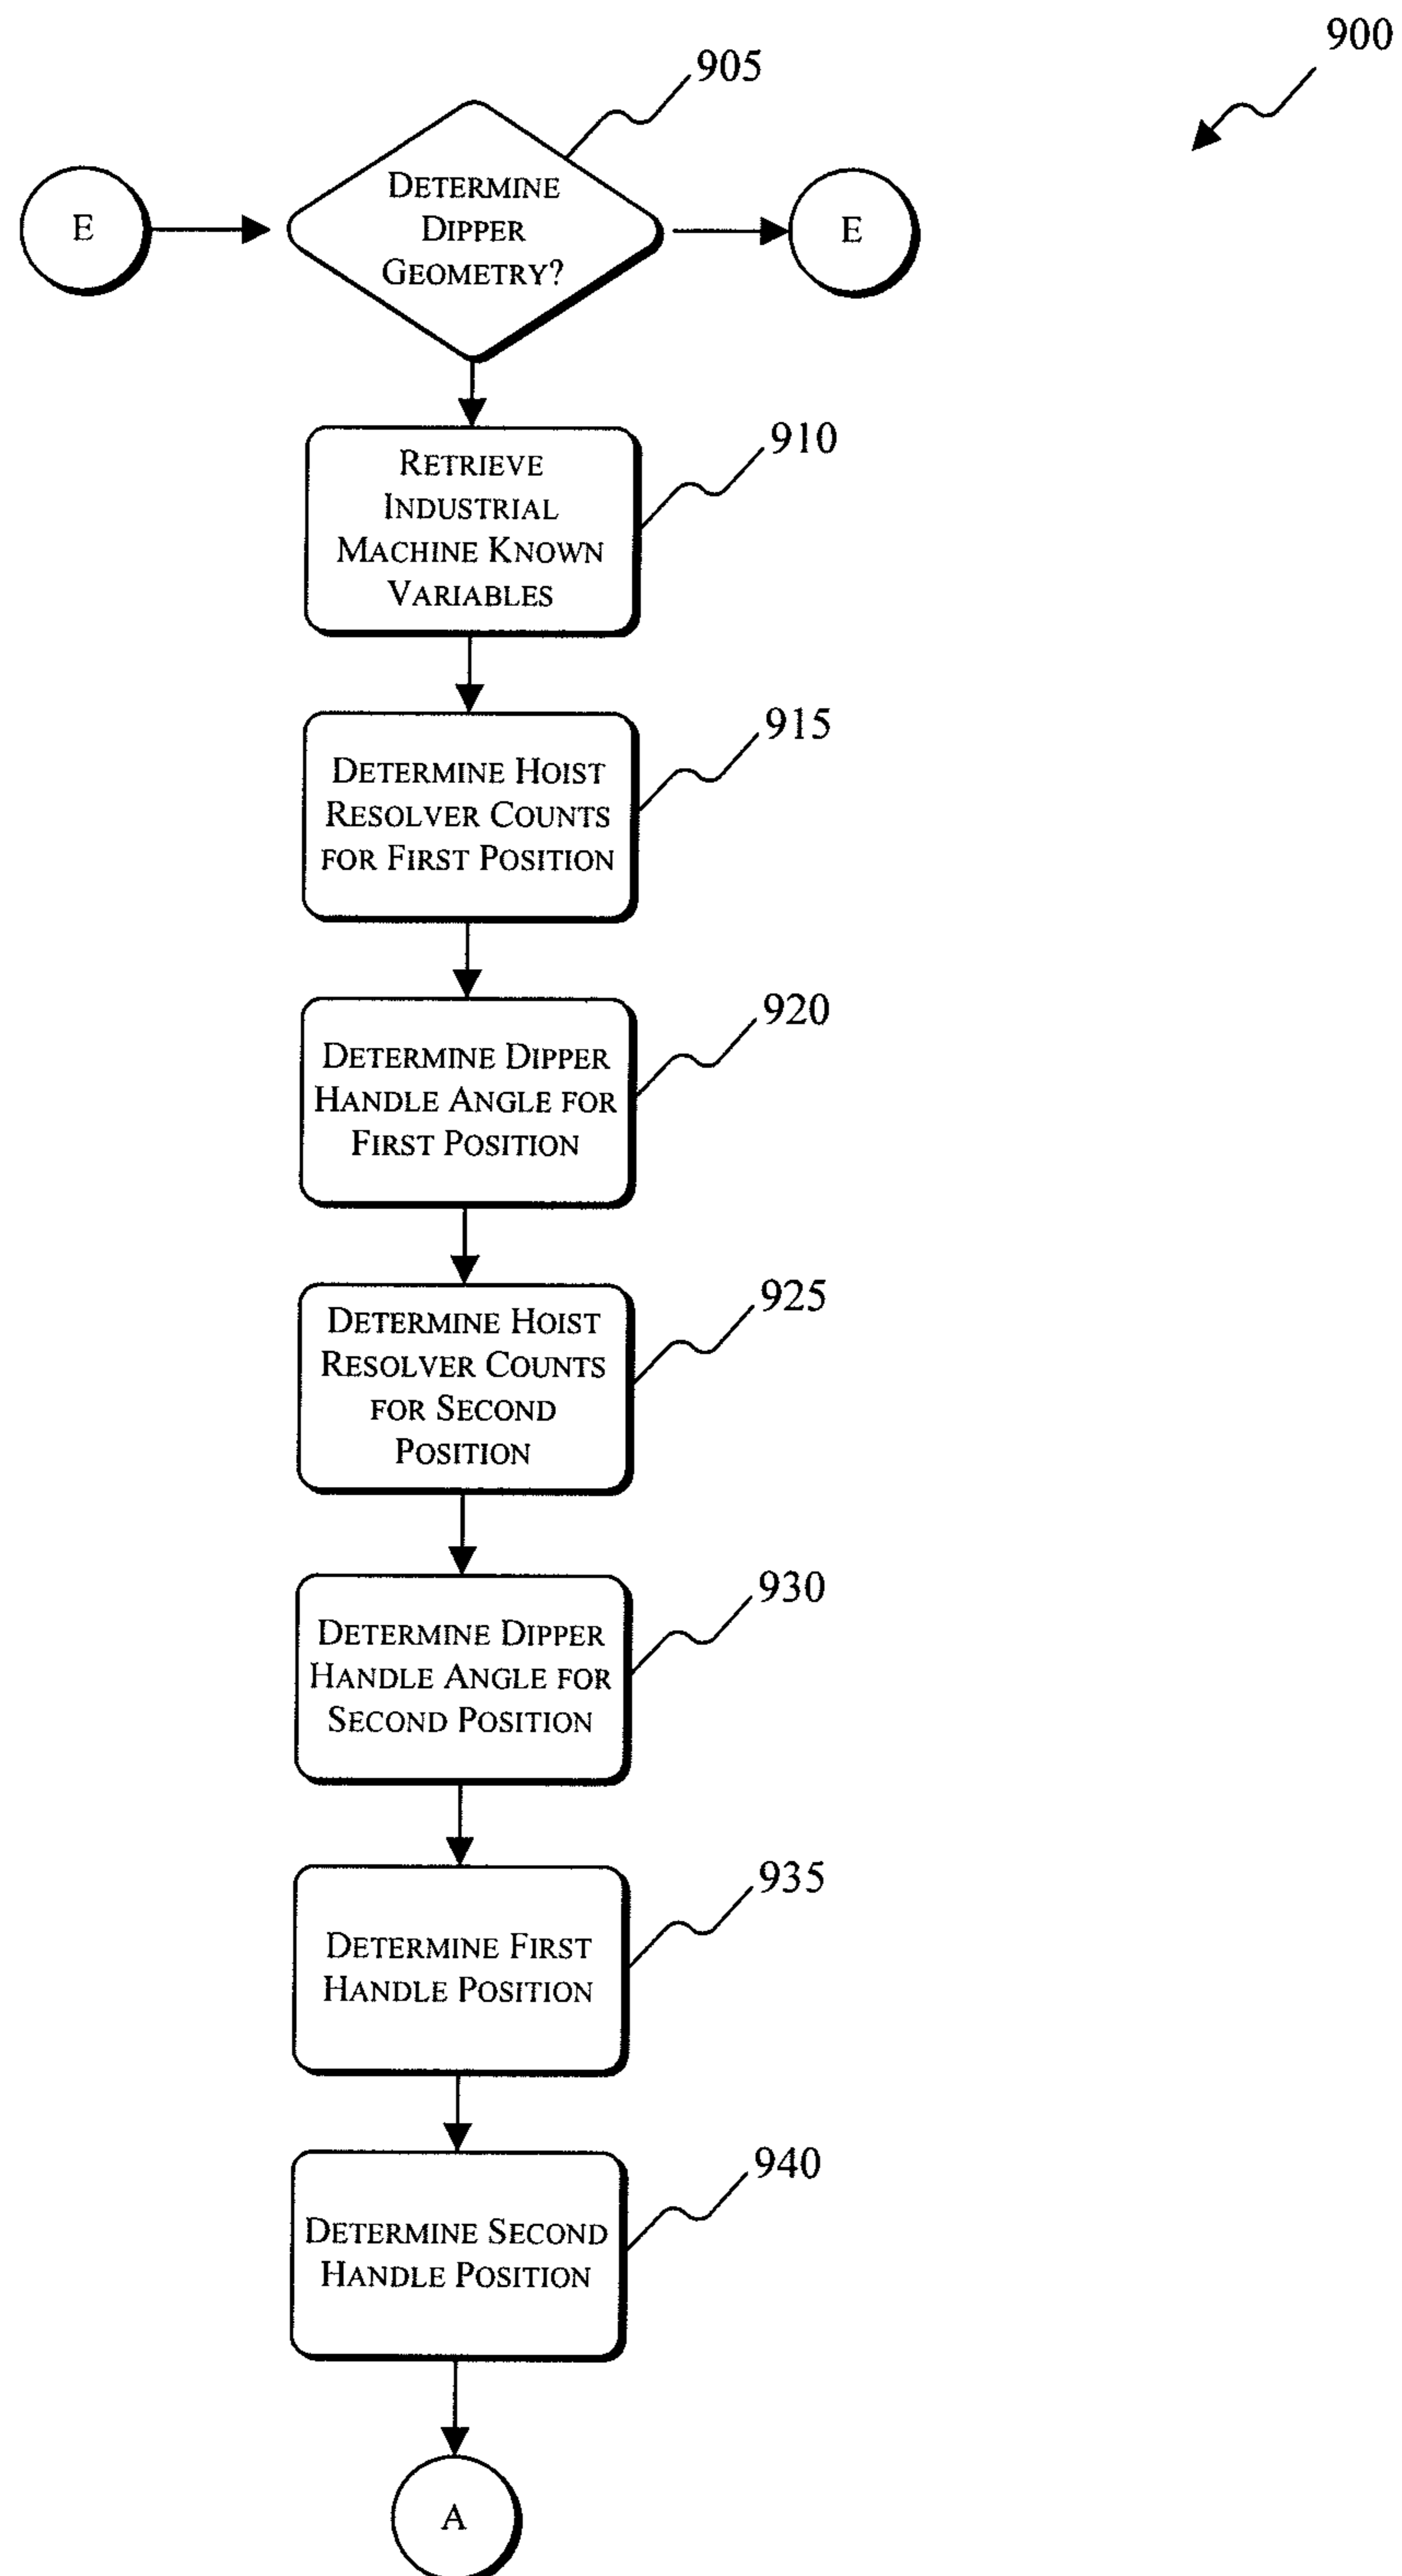 900
905
E
DETERMINE
DIPPER
GEOMETRY?
E
910
RETRIEVE
INDUSTRIAL
MACHINE KNOWN
VARIABLES
915
DETERMINE HOIST
RESOLVER COUNTS
FOR FIRST POSITION
920
DETERMINE DIPPER
HANDLE ANGLE FOR
FIRST POSITION
925
DETERMINE HOIST
RESOLVER COUNTS
FOR SECOND
POSITION
930
DETERMINE DIPPER
HANDLE ANGLE FOR
SECOND POSITION
935
DETERMINE FIRST
HANDLE POSITION
940
DETERMINE SECOND
HANDLE POSITION
A